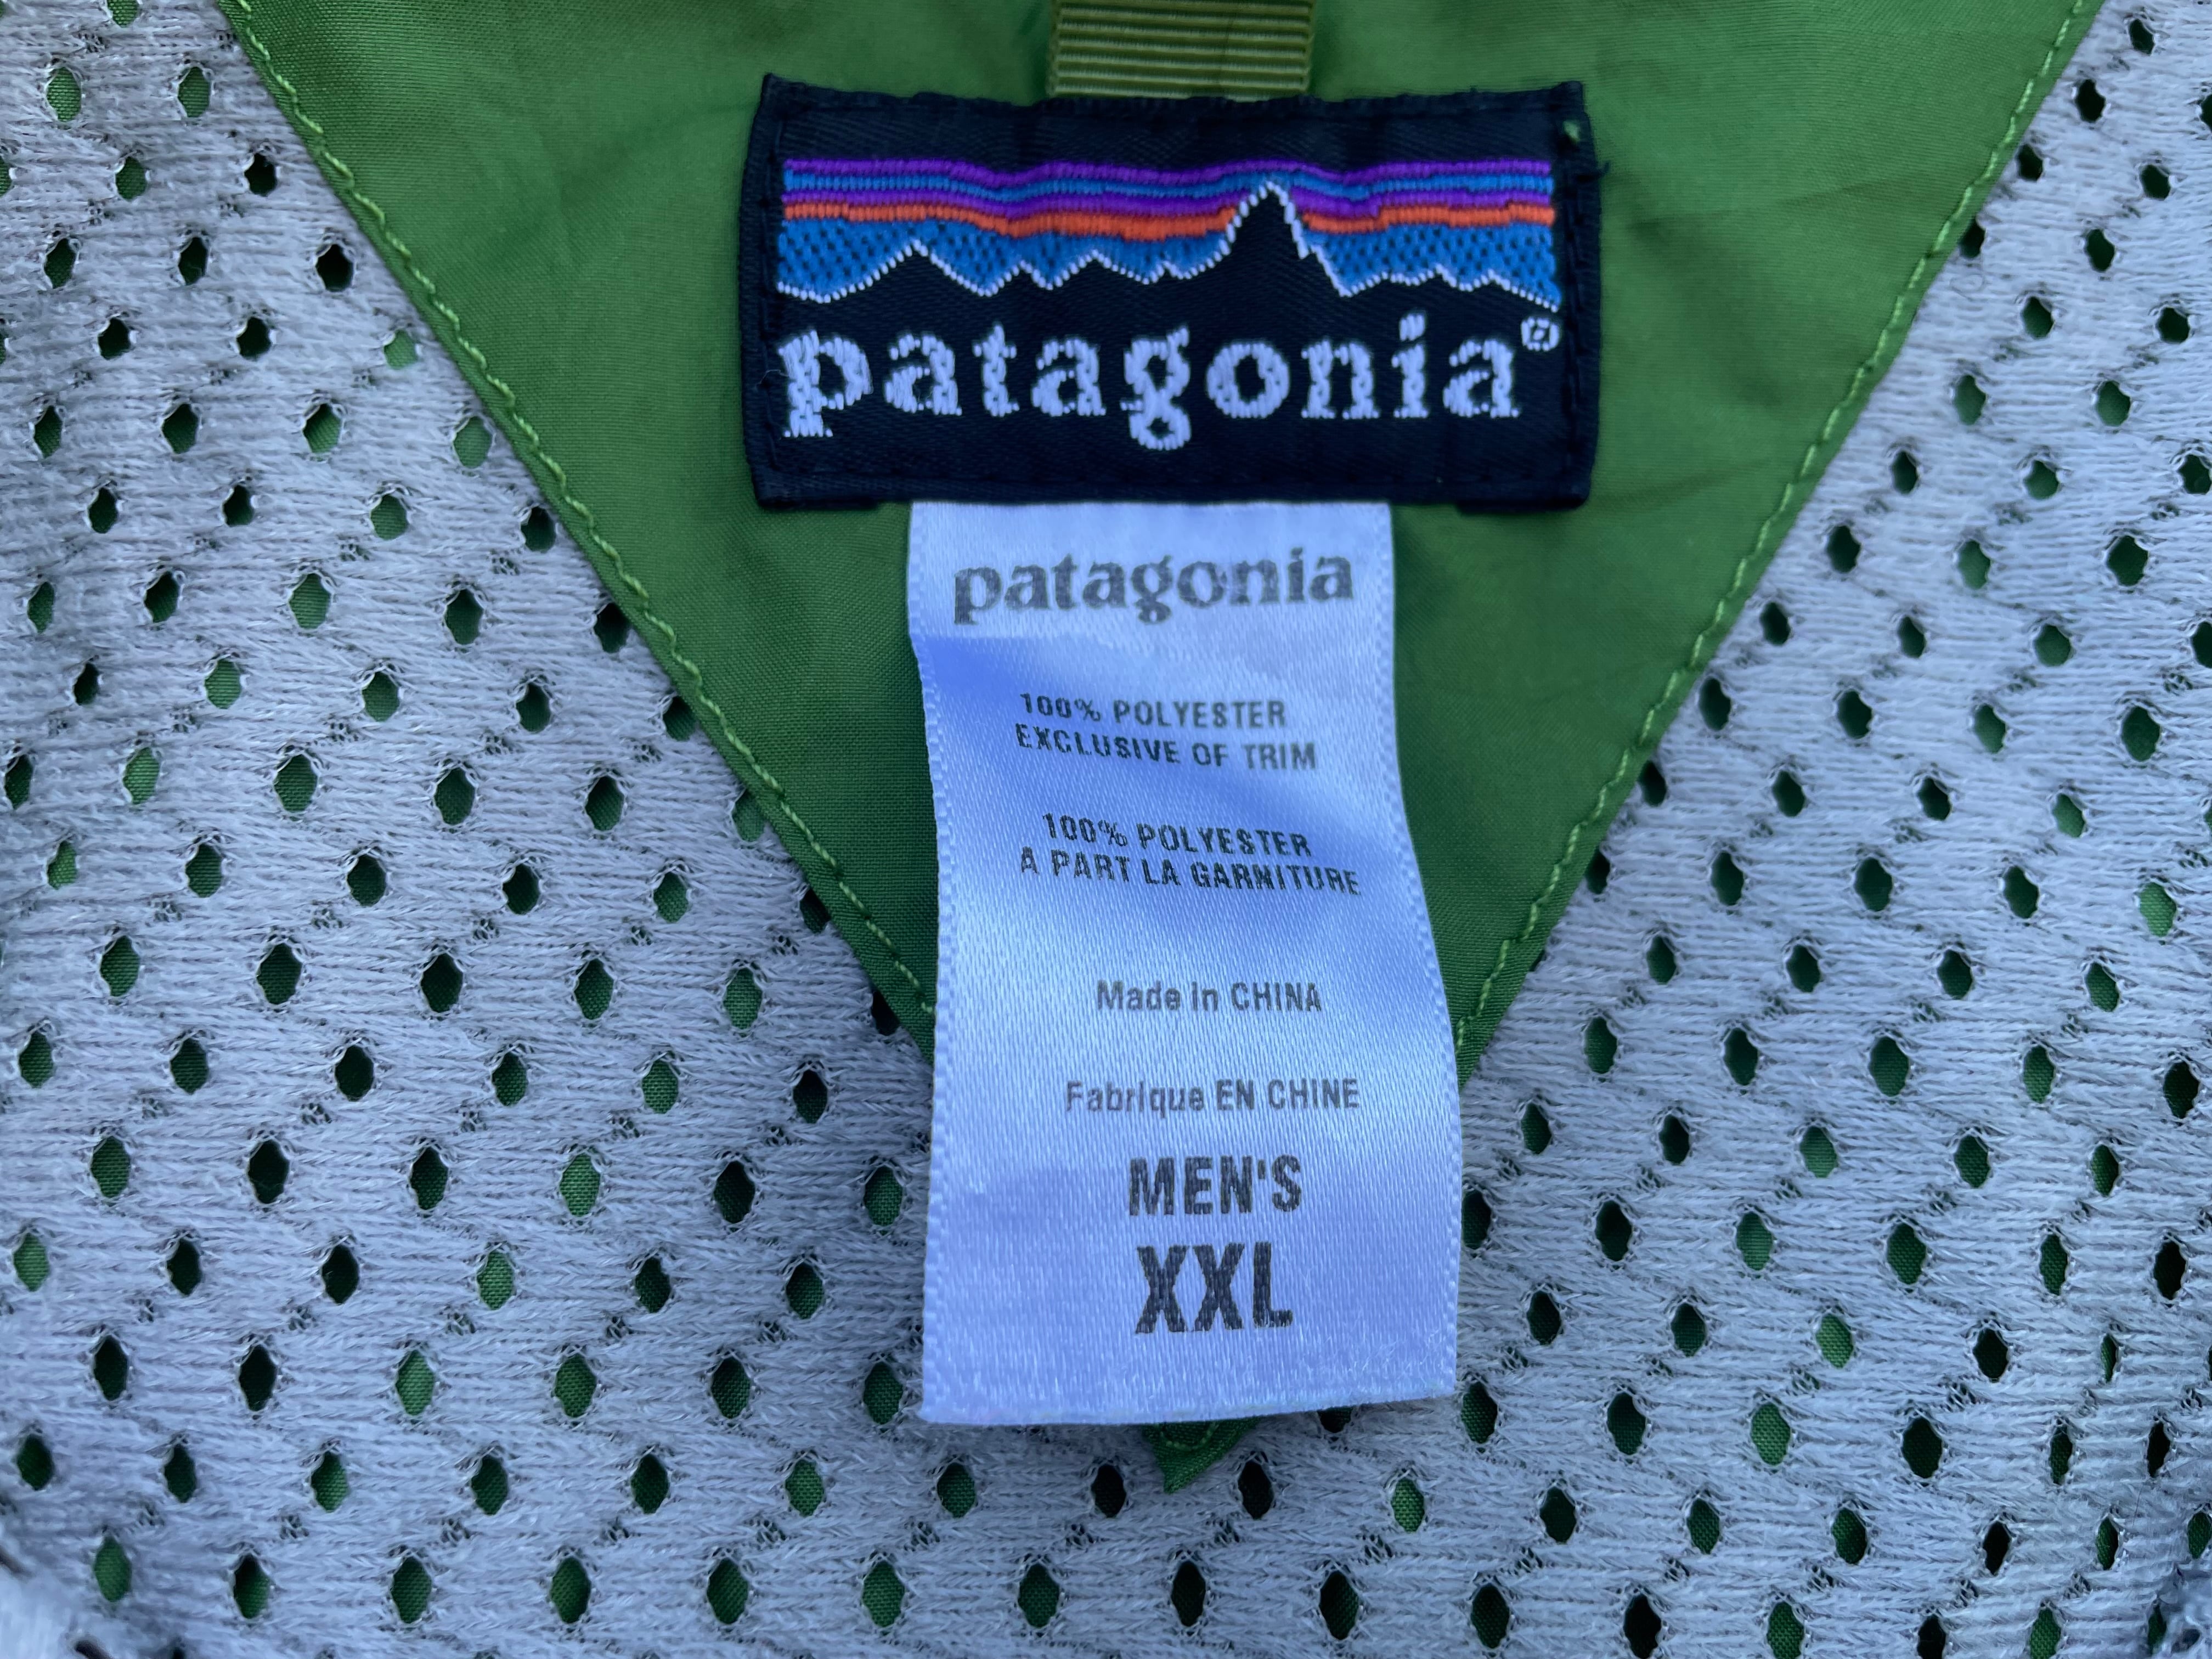 patagonia®
patagonia
100% POLYESTER
EXCLUSIVE OF TRIM
100% POLYESTER
A PART LA GARNITURE
Made in CHINA
Fabrique EN CHINE
MEN'S
XXL